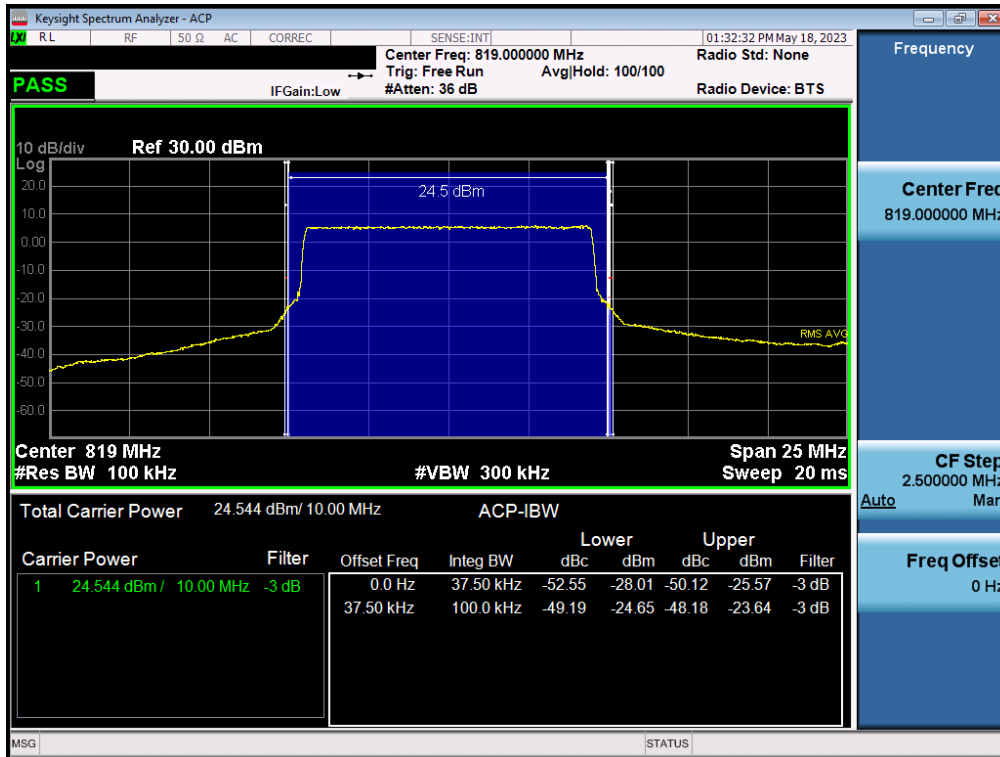 Keysight Spectrum Analyzer - ACP
LXI RL RF 50 Ω AC CORREC SENSE:INT 01:32:32 PM May 18, 2023
Center Freq: 819.000000 MHz Radio Std: None
Trig: Free Run Avg|Hold: 100/100
PASS IFGain:Low #Atten: 36 dB Radio Device: BTS
10 dB/div Ref 30.00 dBm
Log
20.0
24.5 dBm
10.0
0.00
-10.0
-20.0
-30.0
RMS AVG
-40.0
-50.0
-60.0
Center 819 MHz Span 25 MHz
#Res BW 100 kHz #VBW 300 kHz Sweep 20 ms
Total Carrier Power 24.544 dBm/ 10.00 MHz ACP-IBW
Lower Upper
Carrier Power Filter Offset Freq Integ BW dBc dBm dBc dBm Filter
1 24.544 dBm / 10.00 MHz -3 dB 0.0 Hz 37.50 kHz -52.55 -28.01 -50.12 -25.57 -3 dB
37.50 kHz 100.0 kHz -49.19 -24.65 -48.18 -23.64 -3 dB
MSG STATUS
Frequency
Center Freq
819.000000 MHz
CF Step
2.500000 MHz
Auto Man
Freq Offset
0 Hz